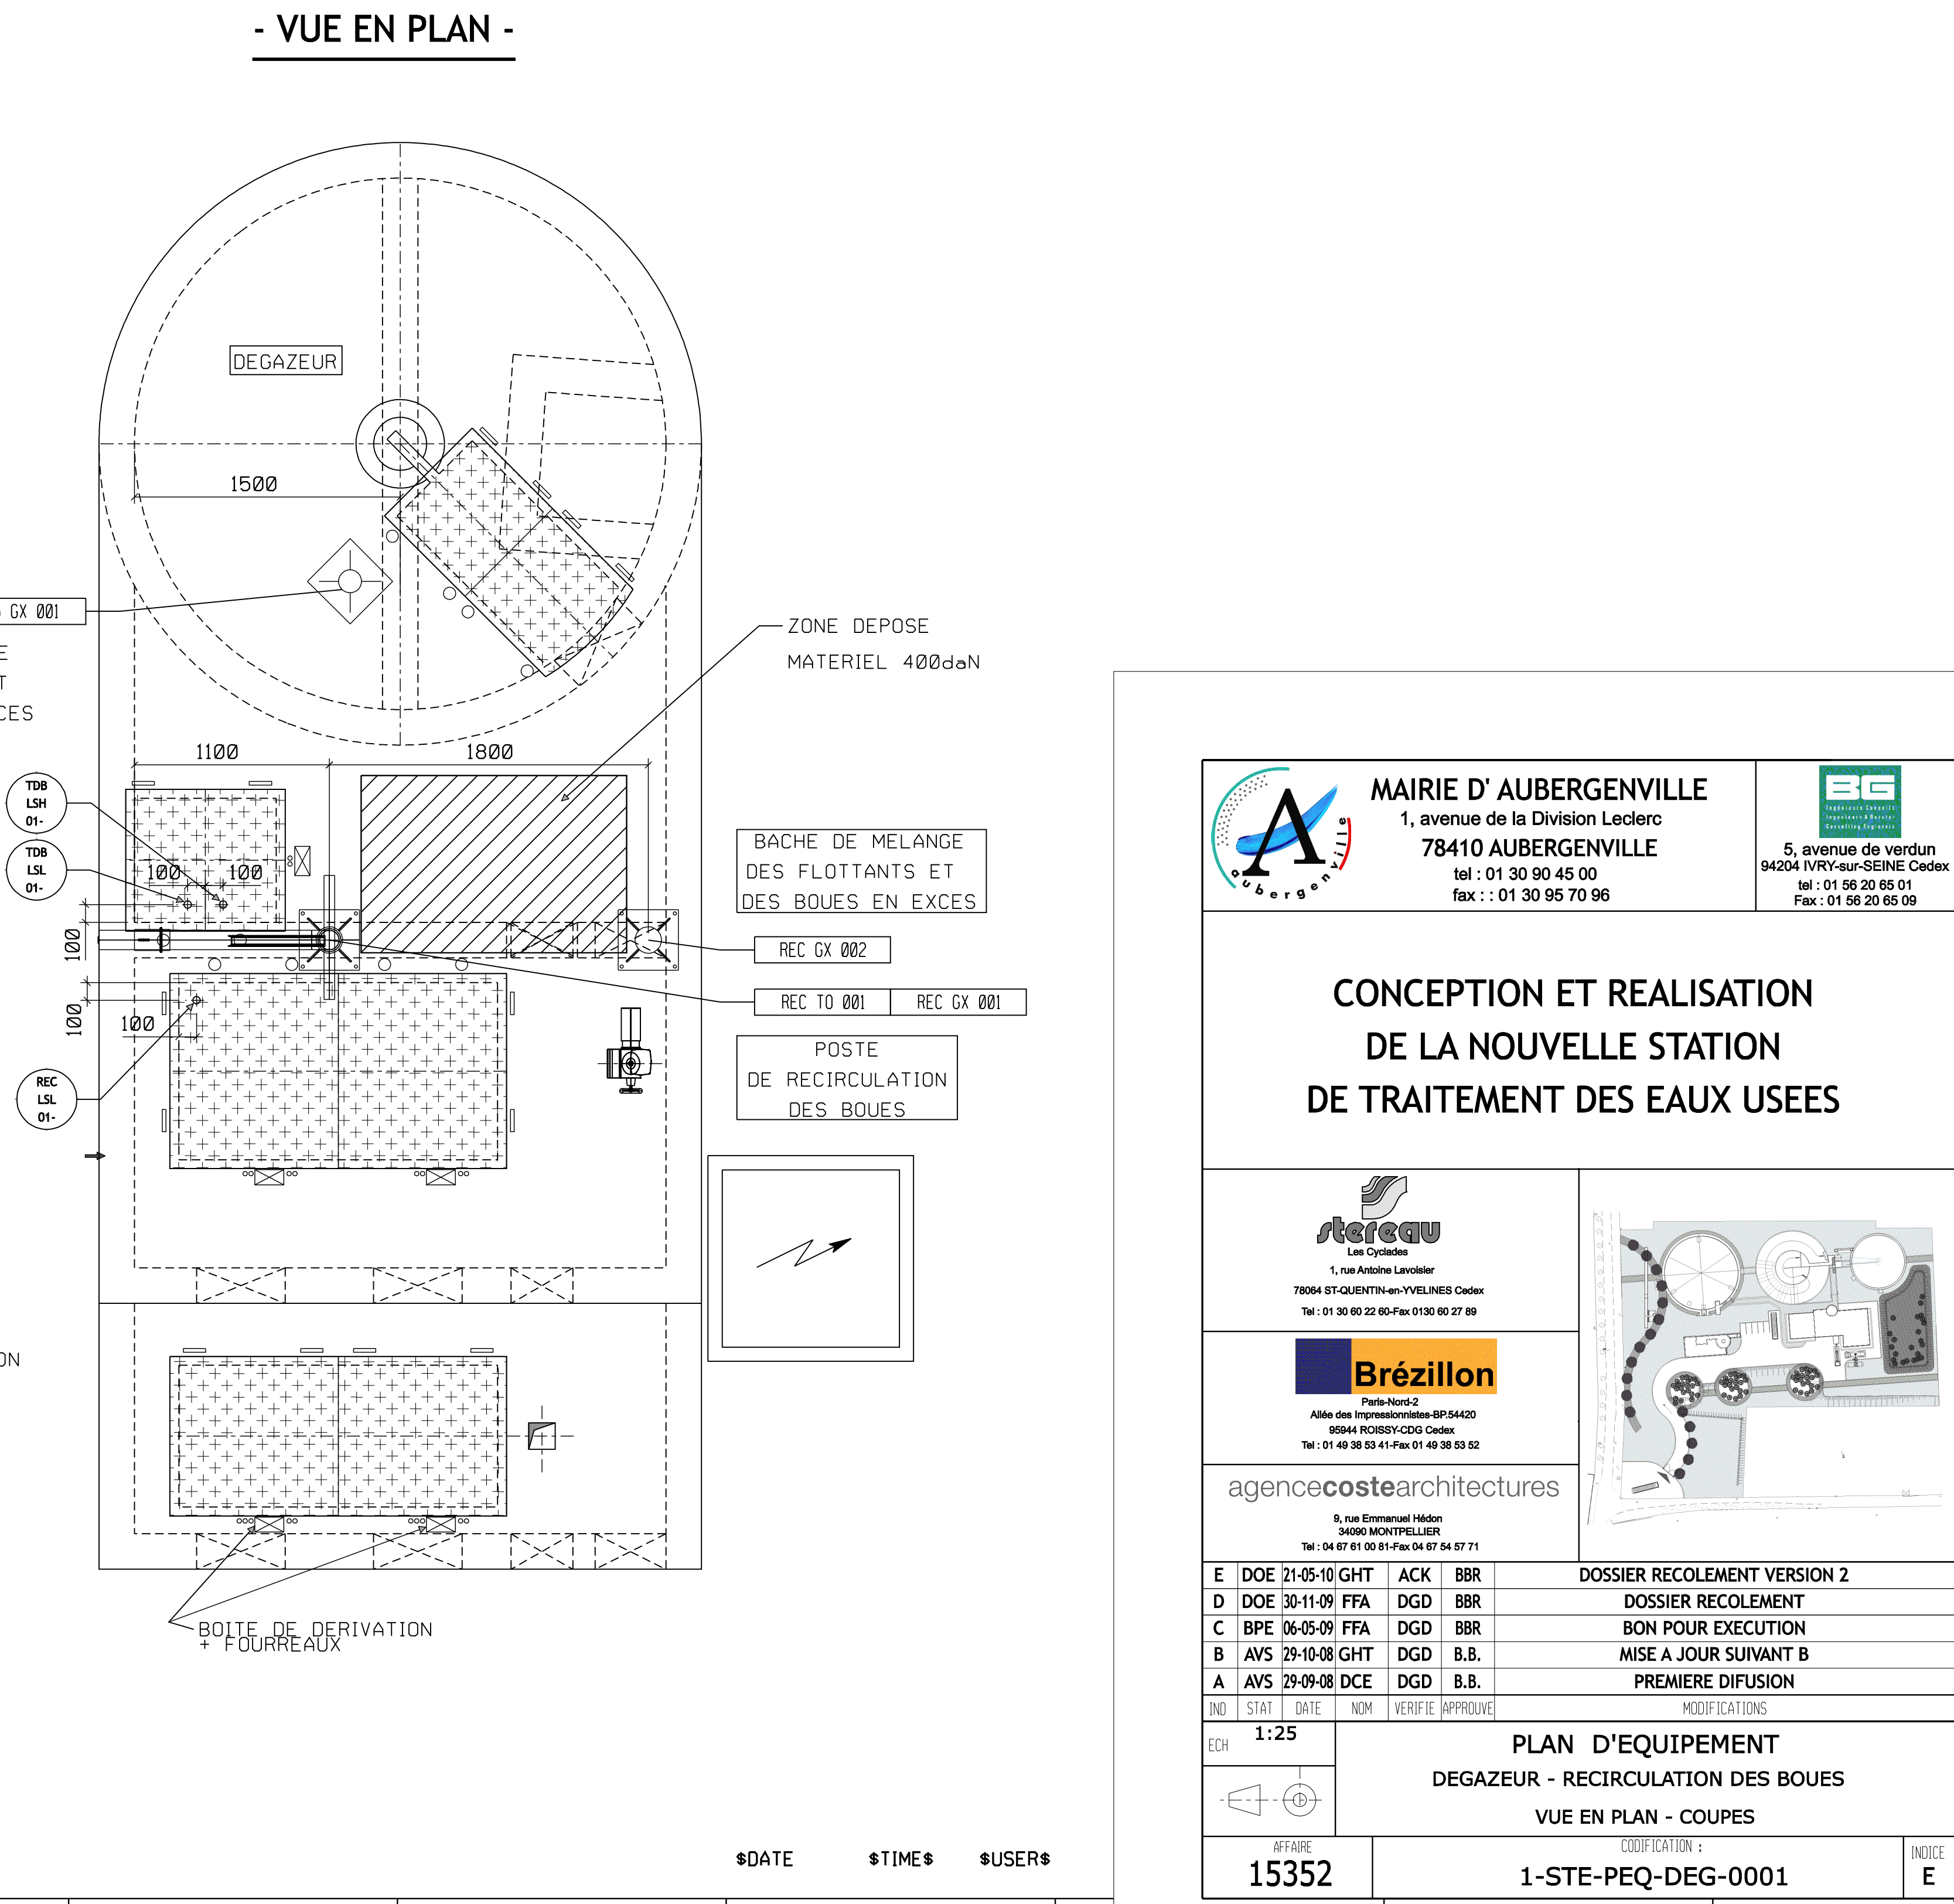 - VUE EN PLAN -
DEGAZEUR
1500
GX 001
E
T
CES
ZONE DEPOSE
MATERIEL 400daN
1100
1800
TDB
LSH
01-
TDB
LSL
01-
100
100
BACHE DE MELANGE
DES FLOTTANTS ET
DES BOUES EN EXCES
100
REC GX 002
REC TO 001
REC GX 001
100
100
POSTE
DE RECIRCULATION
DES BOUES
REC
LSL
01-
ON
BOITE DE DERIVATION
+ FOURREAUX
$DATE
$TIME$
$USER$
aubergenville
MAIRIE D' AUBERGENVILLE
1, avenue de la Division Leclerc
78410 AUBERGENVILLE
tel : 01 30 90 45 00
fax : : 01 30 95 70 96
BG
Ingénieurs Conseils
Ingenieure & Berater
Consulting Engineers
5, avenue de verdun
94204 IVRY-sur-SEINE Cedex
tel : 01 56 20 65 01
Fax : 01 56 20 65 09
CONCEPTION ET REALISATION
DE LA NOUVELLE STATION
DE TRAITEMENT DES EAUX USEES
stereau
Les Cyclades
1, rue Antoine Lavoisier
78064 ST-QUENTIN-en-YVELINES Cedex
Tel : 01 30 60 22 60-Fax 0130 60 27 89
Brézillon
Paris-Nord-2
Allée des Impressionnistes-BP.54420
95944 ROISSY-CDG Cedex
Tel : 01 49 38 53 41-Fax 01 49 38 53 52
agencecostearchitectures
9, rue Emmanuel Hédon
34090 MONTPELLIER
Tel : 04 67 61 00 81-Fax 04 67 54 57 71
E DOE 21-05-10 GHT ACK BBR DOSSIER RECOLEMENT VERSION 2
D DOE 30-11-09 FFA DGD BBR DOSSIER RECOLEMENT
C BPE 06-05-09 FFA DGD BBR BON POUR EXECUTION
B AVS 29-10-08 GHT DGD B.B. MISE A JOUR SUIVANT B
A AVS 29-09-08 DCE DGD B.B. PREMIERE DIFUSION
IND STAT DATE NOM VERIFIE APPROUVE MODIFICATIONS
ECH 1:25
PLAN D'EQUIPEMENT
DEGAZEUR - RECIRCULATION DES BOUES
VUE EN PLAN - COUPES
AFFAIRE
15352
CODIFICATION :
1-STE-PEQ-DEG-0001
INDICE
E